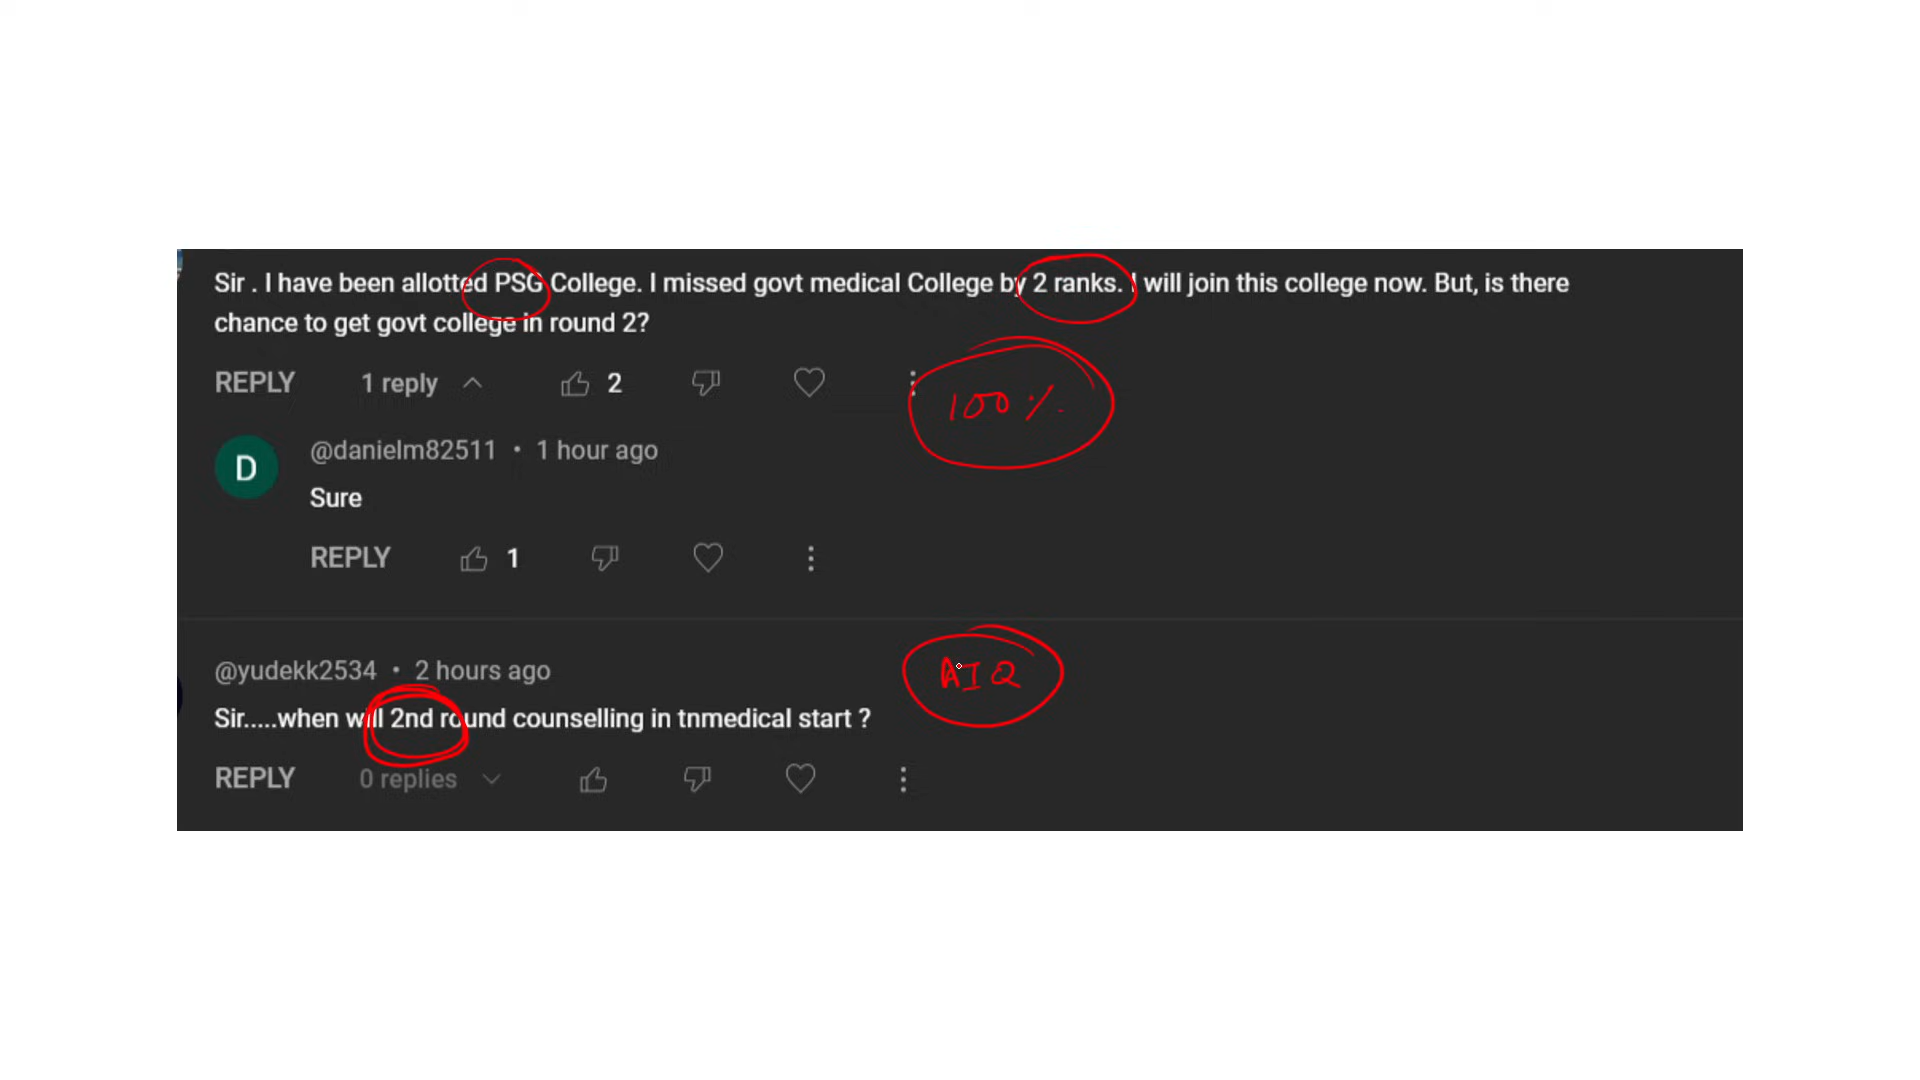 Sir . I have been allotted PSG College. I missed govt medical College by 2 ranks. I will join this college now. But, is there
chance to get govt college in round 2?
REPLY 1 reply 2
100%
@danielm82511 • 1 hour ago
D
Sure
REPLY 1
@yudekk2534 • 2 hours ago
AIQ
Sir.....when will 2nd round counselling in tnmedical start ?
REPLY 0 replies